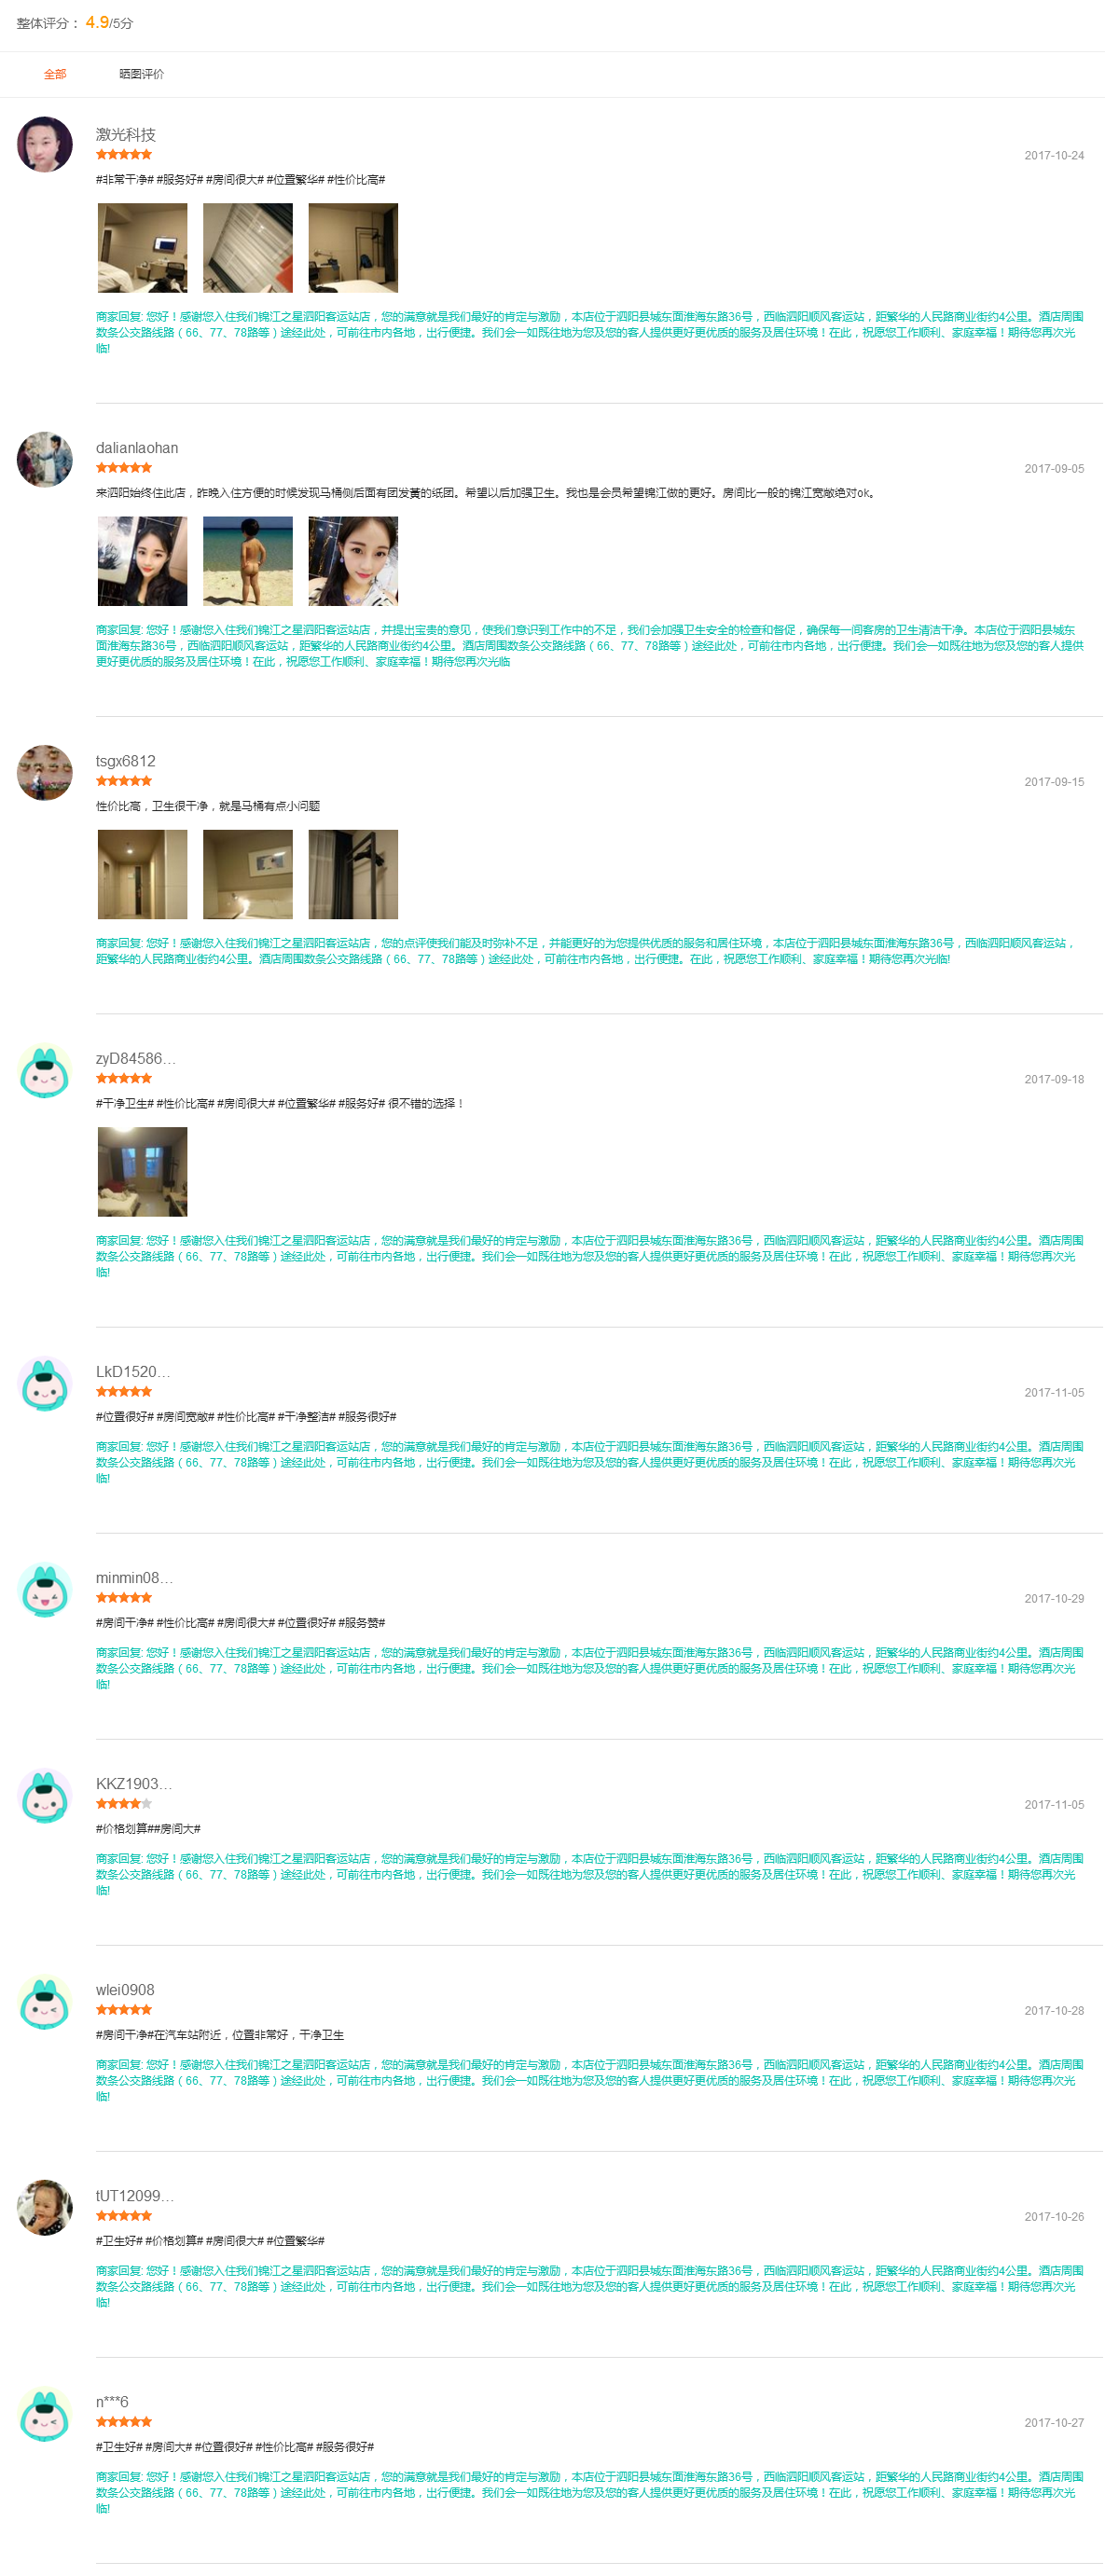 整体评分： 4.9/5分
全部 晒图评价
激光科技
2017-10-24
#非常干净# #服务好# #房间很大# #位置繁华# #性价比高#
商家回复: 您好！感谢您入住我们锦江之星泗阳客运站店，您的满意就是我们最好的肯定与激励，本店位于泗阳县城东面淮海东路36号，西临泗阳顺风客运站，距繁华的人民路商业街约4公里。酒店周围
数条公交路线路（66、77、78路等）途经此处，可前往市内各地，出行便捷。我们会一如既往地为您及您的客人提供更好更优质的服务及居住环境！在此，祝愿您工作顺利、家庭幸福！期待您再次光
临!
dalianlaohan
2017-09-05
来泗阳始终住此店，昨晚入住方便的时候发现马桶侧后面有团发黄的纸团。希望以后加强卫生。我也是会员希望锦江做的更好。房间比一般的锦江宽敞绝对ok。
商家回复: 您好！感谢您入住我们锦江之星泗阳客运站店，并提出宝贵的意见，使我们意识到工作中的不足，我们会加强卫生安全的检查和督促，确保每一间客房的卫生清洁干净。本店位于泗阳县城东
面淮海东路36号，西临泗阳顺风客运站，距繁华的人民路商业街约4公里。酒店周围数条公交路线路（66、77、78路等）途经此处，可前往市内各地，出行便捷。我们会一如既往地为您及您的客人提供
更好更优质的服务及居住环境！在此，祝愿您工作顺利、家庭幸福！期待您再次光临
tsgx6812
2017-09-15
性价比高，卫生很干净，就是马桶有点小问题
商家回复: 您好！感谢您入住我们锦江之星泗阳客运站店，您的点评使我们能及时弥补不足，并能更好的为您提供优质的服务和居住环境，本店位于泗阳县城东面淮海东路36号，西临泗阳顺风客运站，
距繁华的人民路商业街约4公里。酒店周围数条公交路线路（66、77、78路等）途经此处，可前往市内各地，出行便捷。在此，祝愿您工作顺利、家庭幸福！期待您再次光临!
zyD84586...
2017-09-18
#干净卫生# #性价比高# #房间很大# #位置繁华# #服务好# 很不错的选择！
商家回复: 您好！感谢您入住我们锦江之星泗阳客运站店，您的满意就是我们最好的肯定与激励，本店位于泗阳县城东面淮海东路36号，西临泗阳顺风客运站，距繁华的人民路商业街约4公里。酒店周围
数条公交路线路（66、77、78路等）途经此处，可前往市内各地，出行便捷。我们会一如既往地为您及您的客人提供更好更优质的服务及居住环境！在此，祝愿您工作顺利、家庭幸福！期待您再次光
临!
LkD1520...
2017-11-05
#位置很好# #房间宽敞# #性价比高# #干净整洁# #服务很好#
商家回复: 您好！感谢您入住我们锦江之星泗阳客运站店，您的满意就是我们最好的肯定与激励，本店位于泗阳县城东面淮海东路36号，西临泗阳顺风客运站，距繁华的人民路商业街约4公里。酒店周围
数条公交路线路（66、77、78路等）途经此处，可前往市内各地，出行便捷。我们会一如既往地为您及您的客人提供更好更优质的服务及居住环境！在此，祝愿您工作顺利、家庭幸福！期待您再次光
临!
minmin08...
2017-10-29
#房间干净# #性价比高# #房间很大# #位置很好# #服务赞#
商家回复: 您好！感谢您入住我们锦江之星泗阳客运站店，您的满意就是我们最好的肯定与激励，本店位于泗阳县城东面淮海东路36号，西临泗阳顺风客运站，距繁华的人民路商业街约4公里。酒店周围
数条公交路线路（66、77、78路等）途经此处，可前往市内各地，出行便捷。我们会一如既往地为您及您的客人提供更好更优质的服务及居住环境！在此，祝愿您工作顺利、家庭幸福！期待您再次光
临!
KKZ1903...
2017-11-05
#价格划算##房间大#
商家回复: 您好！感谢您入住我们锦江之星泗阳客运站店，您的满意就是我们最好的肯定与激励，本店位于泗阳县城东面淮海东路36号，西临泗阳顺风客运站，距繁华的人民路商业街约4公里。酒店周围
数条公交路线路（66、77、78路等）途经此处，可前往市内各地，出行便捷。我们会一如既往地为您及您的客人提供更好更优质的服务及居住环境！在此，祝愿您工作顺利、家庭幸福！期待您再次光
临!
wlei0908
2017-10-28
#房间干净#在汽车站附近，位置非常好，干净卫生
商家回复: 您好！感谢您入住我们锦江之星泗阳客运站店，您的满意就是我们最好的肯定与激励，本店位于泗阳县城东面淮海东路36号，西临泗阳顺风客运站，距繁华的人民路商业街约4公里。酒店周围
数条公交路线路（66、77、78路等）途经此处，可前往市内各地，出行便捷。我们会一如既往地为您及您的客人提供更好更优质的服务及居住环境！在此，祝愿您工作顺利、家庭幸福！期待您再次光
临!
tUT12099...
2017-10-26
#卫生好# #价格划算# #房间很大# #位置繁华#
商家回复: 您好！感谢您入住我们锦江之星泗阳客运站店，您的满意就是我们最好的肯定与激励，本店位于泗阳县城东面淮海东路36号，西临泗阳顺风客运站，距繁华的人民路商业街约4公里。酒店周围
数条公交路线路（66、77、78路等）途经此处，可前往市内各地，出行便捷。我们会一如既往地为您及您的客人提供更好更优质的服务及居住环境！在此，祝愿您工作顺利、家庭幸福！期待您再次光
临!
n***6
2017-10-27
#卫生好# #房间大# #位置很好# #性价比高# #服务很好#
商家回复: 您好！感谢您入住我们锦江之星泗阳客运站店，您的满意就是我们最好的肯定与激励，本店位于泗阳县城东面淮海东路36号，西临泗阳顺风客运站，距繁华的人民路商业街约4公里。酒店周围
数条公交路线路（66、77、78路等）途经此处，可前往市内各地，出行便捷。我们会一如既往地为您及您的客人提供更好更优质的服务及居住环境！在此，祝愿您工作顺利、家庭幸福！期待您再次光
临!